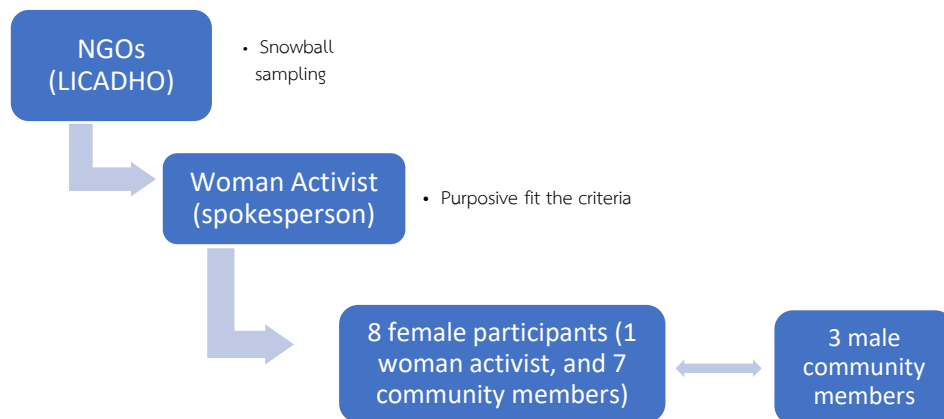 NGOs
(LICADHO)
• Snowball
sampling
Woman Activist
(spokesperson)
• Purposive fit the criteria
8 female participants (1
woman activist, and 7
community members)
3 male
community
members